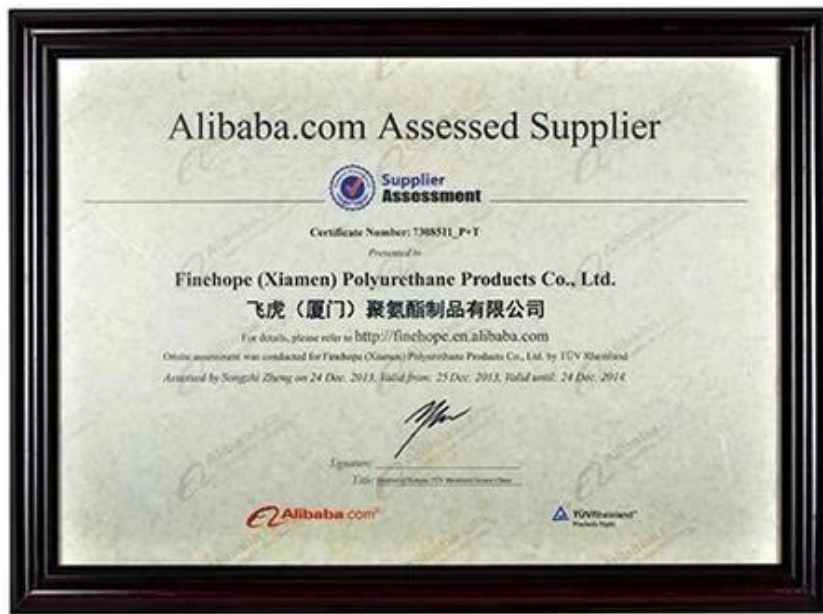 Alibaba.com Assessed Supplier
Supplier
Assessment
Certificate Number: 7308511_P+T
Presented to
Finehope (Xiamen) Polyurethane Products Co., Ltd.
飞虎（厦门）聚氨酯制品有限公司
For details, please refer to http://finehope.en.alibaba.com
Onsite assessment was conducted for Finehope (Xiamen) Polyurethane Products Co., Ltd. by TÜV Rheinland
Assessed by Songzhi Zheng on 24 Dec. 2013, Valid from: 25 Dec. 2013, Valid until: 24 Dec. 2014.
Signature:
Title:
Alibaba.com®
TÜVRheinland®